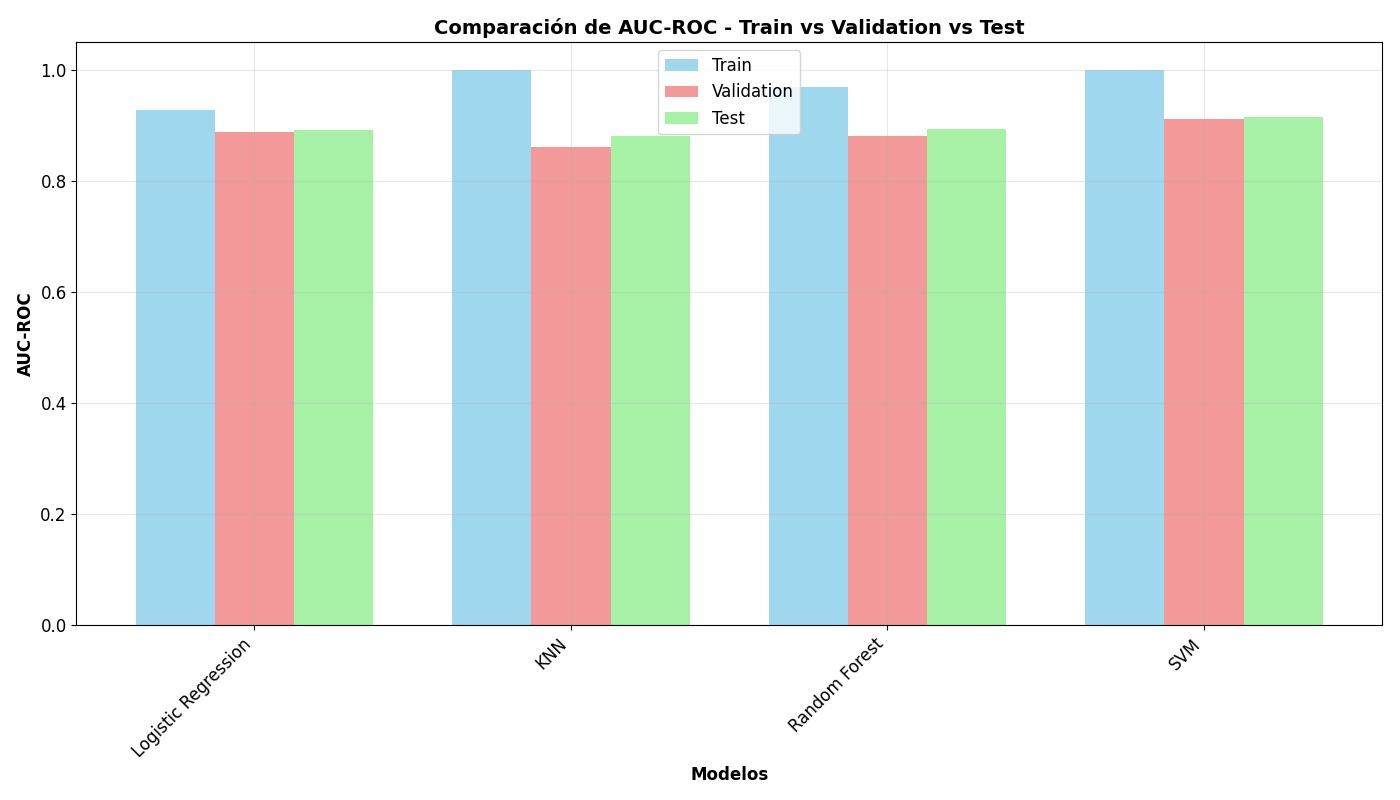 Comparación de AUC-ROC - Train vs Validation vs Test
Train
Validation
Test
AUC-ROC
1.0
0.8
0.6
0.4
0.2
0.0
Logistic Regression
KNN
Random Forest
SVM
Modelos